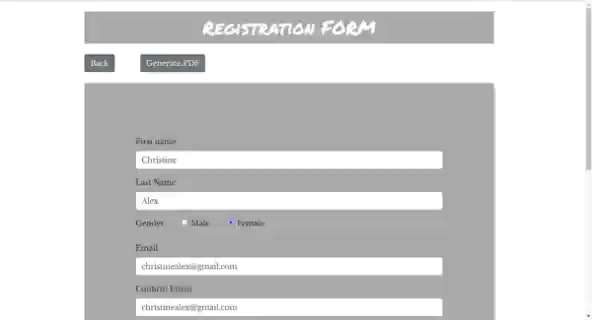 Registration FORM
Back Generate PDF
First name
Christine
Last Name
Alex
Gender Male Female
Email
christinealex@gmail.com
Confirm Email
christinealex@gmail.com